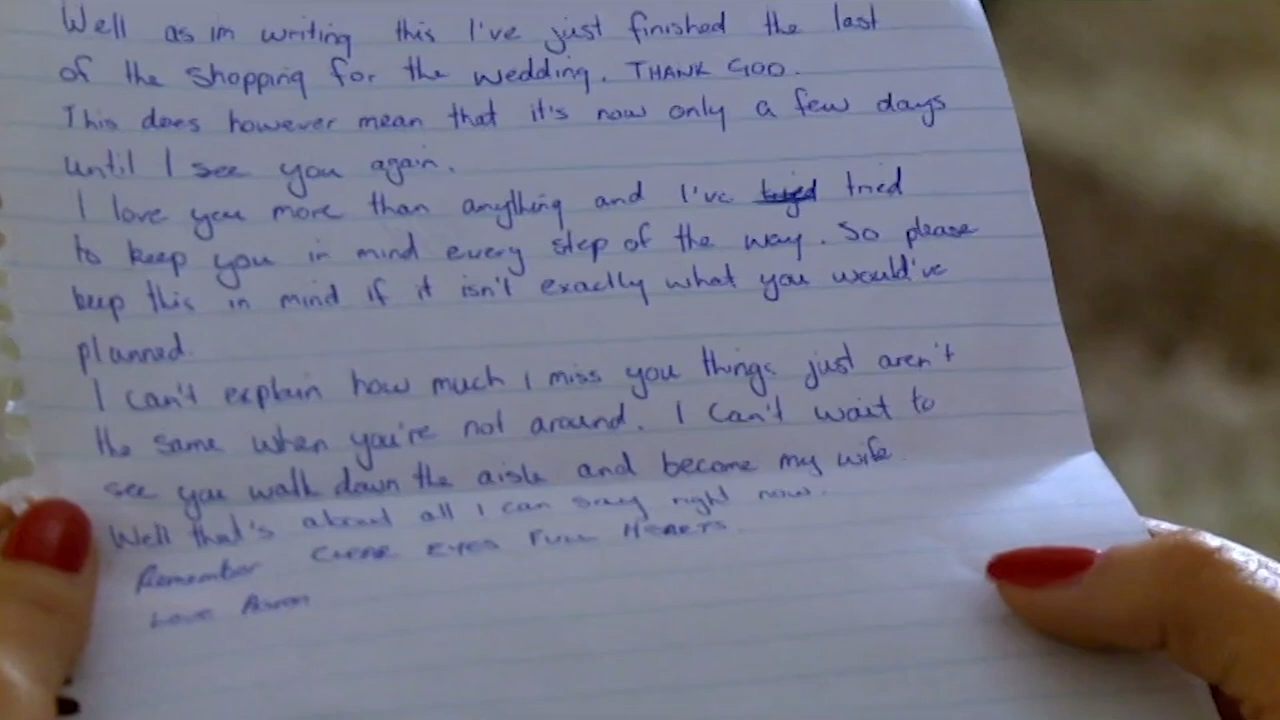 Well as im writing this I've just finished the last
of the shopping for the wedding. THANK GOD.
This does however mean that it's now only a few days
until I see you again.
I love you more than anything and I've tried
to keep you in mind every step of the way. So please
keep this in mind if it isn't exactly what you would've
planned.
I can't explain how much I miss you things just aren't
the same when you're not around. I can't wait to
see you walk down the aisle and become my wife.
Well that's about all I can say right now.
Remember CLEAR EYES FULL HEARTS
Love